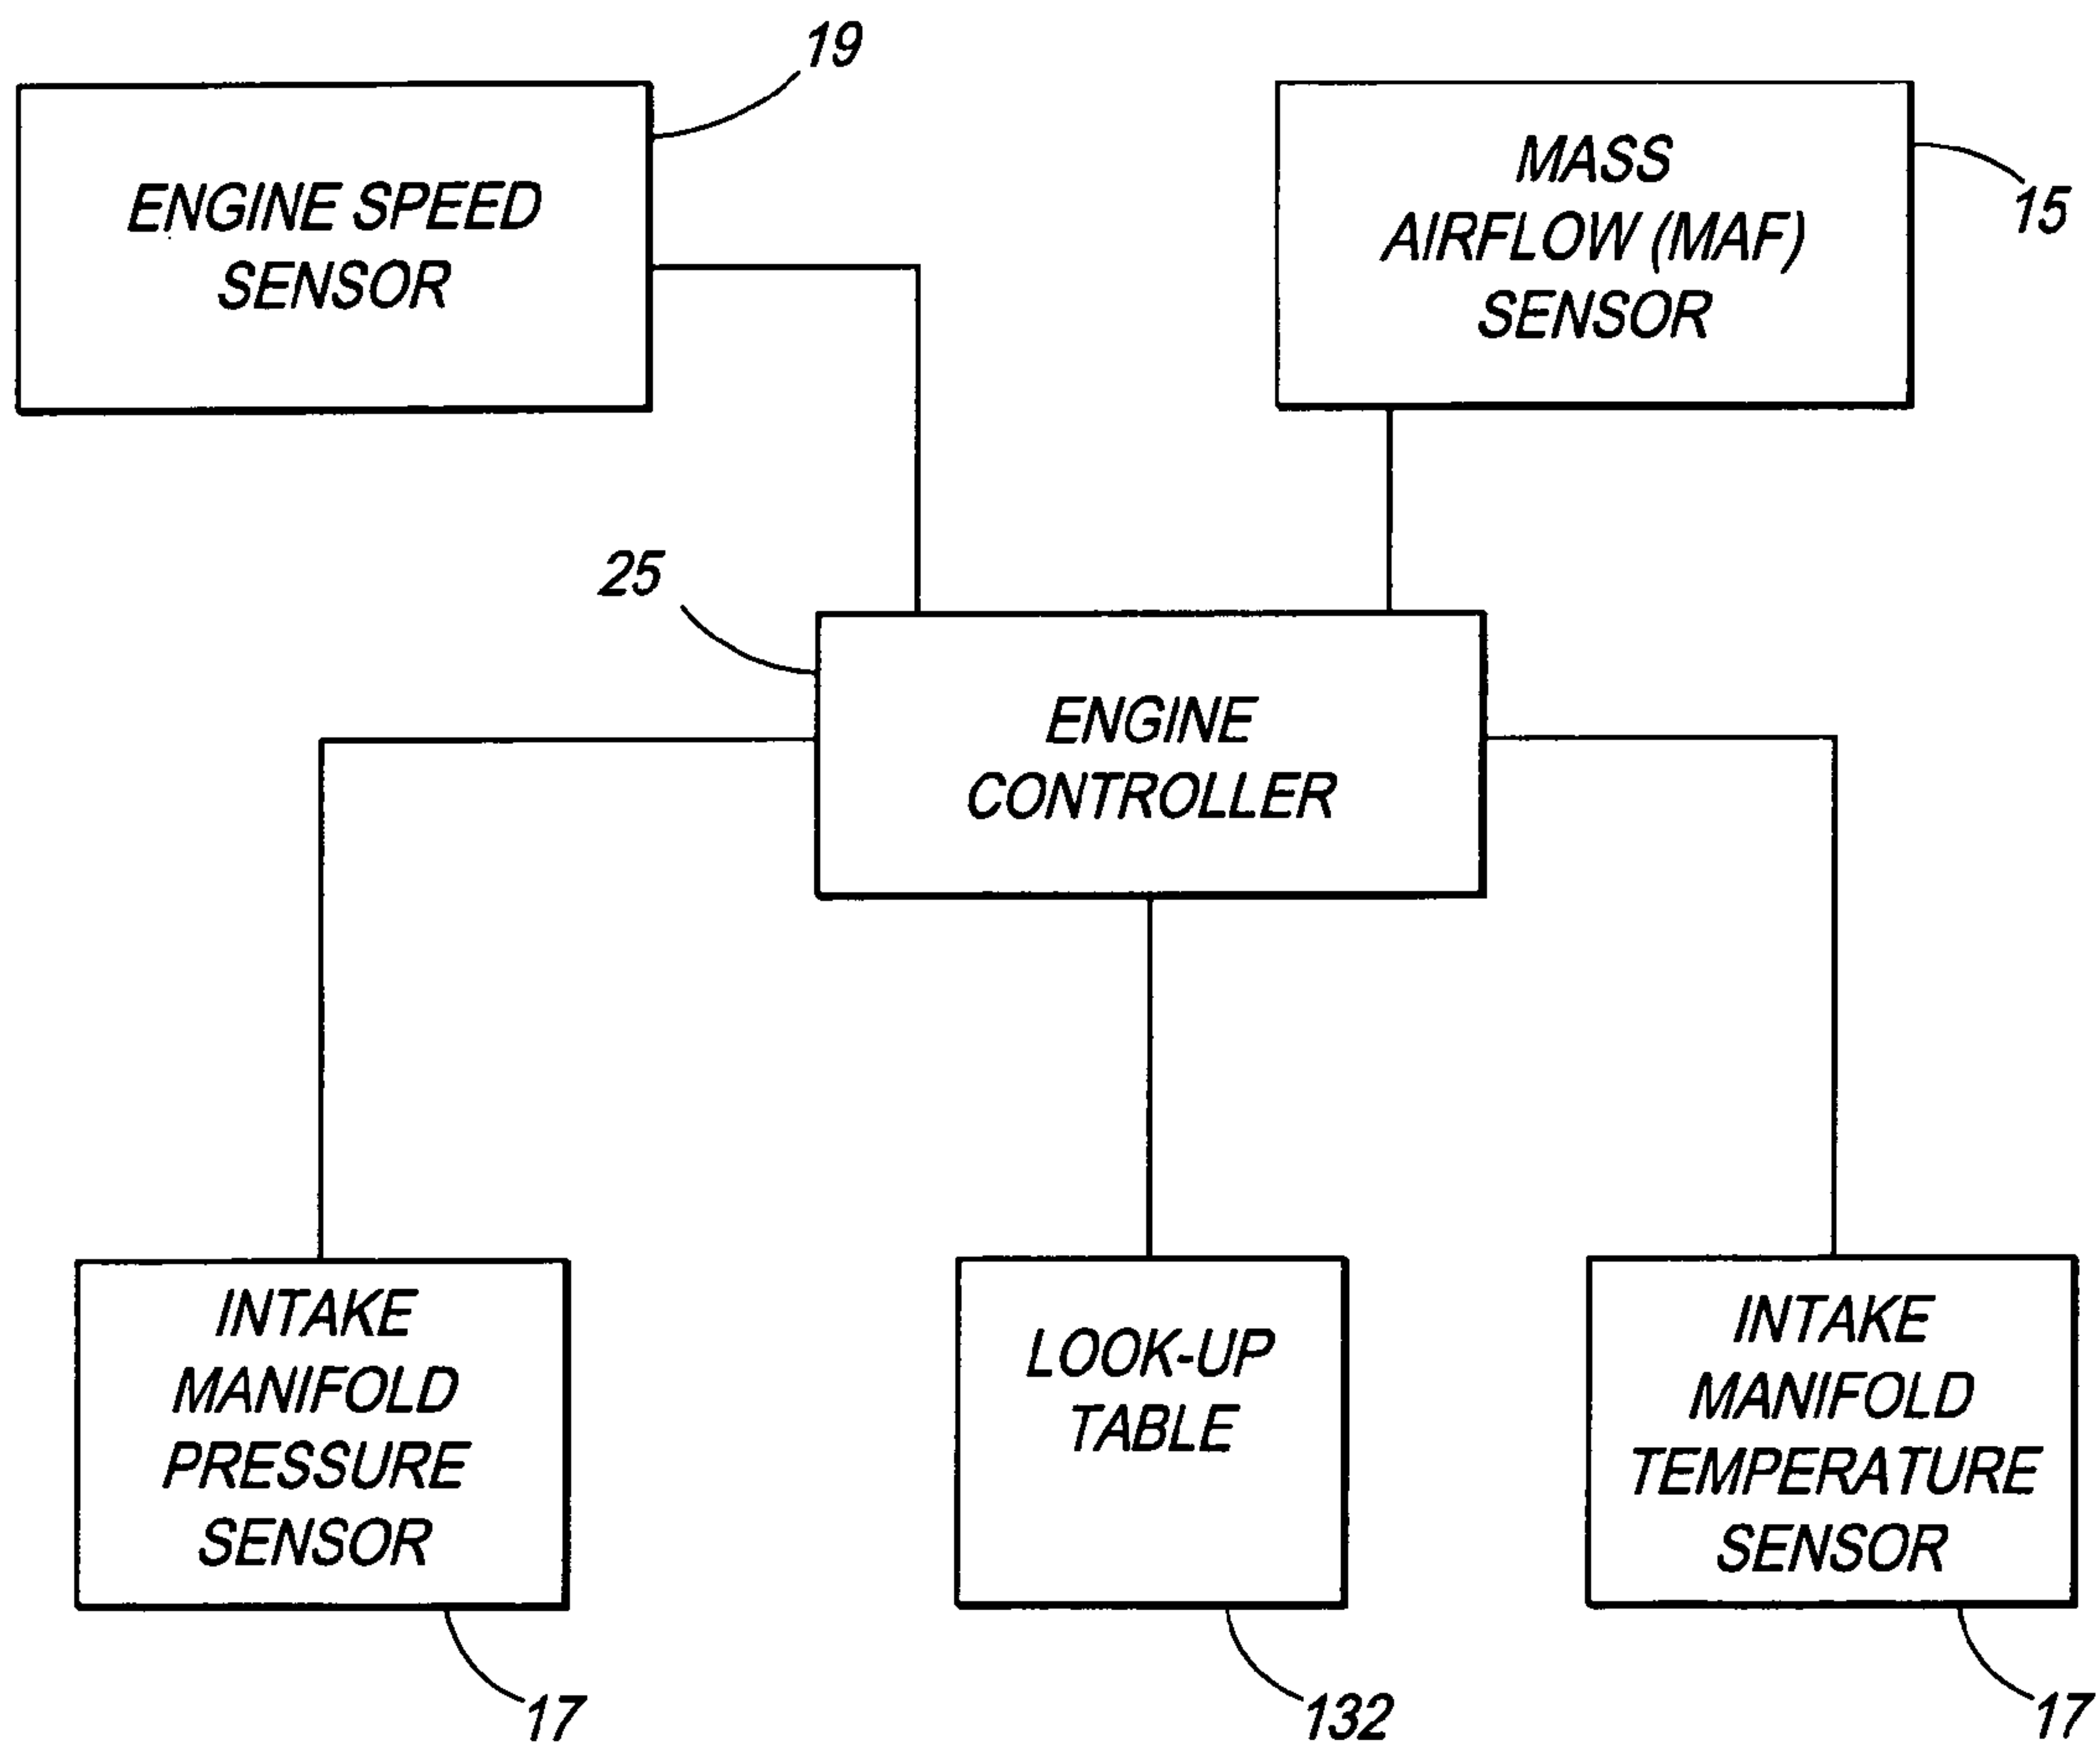 19
ENGINE SPEED
SENSOR
MASS
AIRFLOW (MAF)
SENSOR
15
25
ENGINE
CONTROLLER
INTAKE
MANIFOLD
PRESSURE
SENSOR
17
LOOK-UP
TABLE
132
INTAKE
MANIFOLD
TEMPERATURE
SENSOR
17